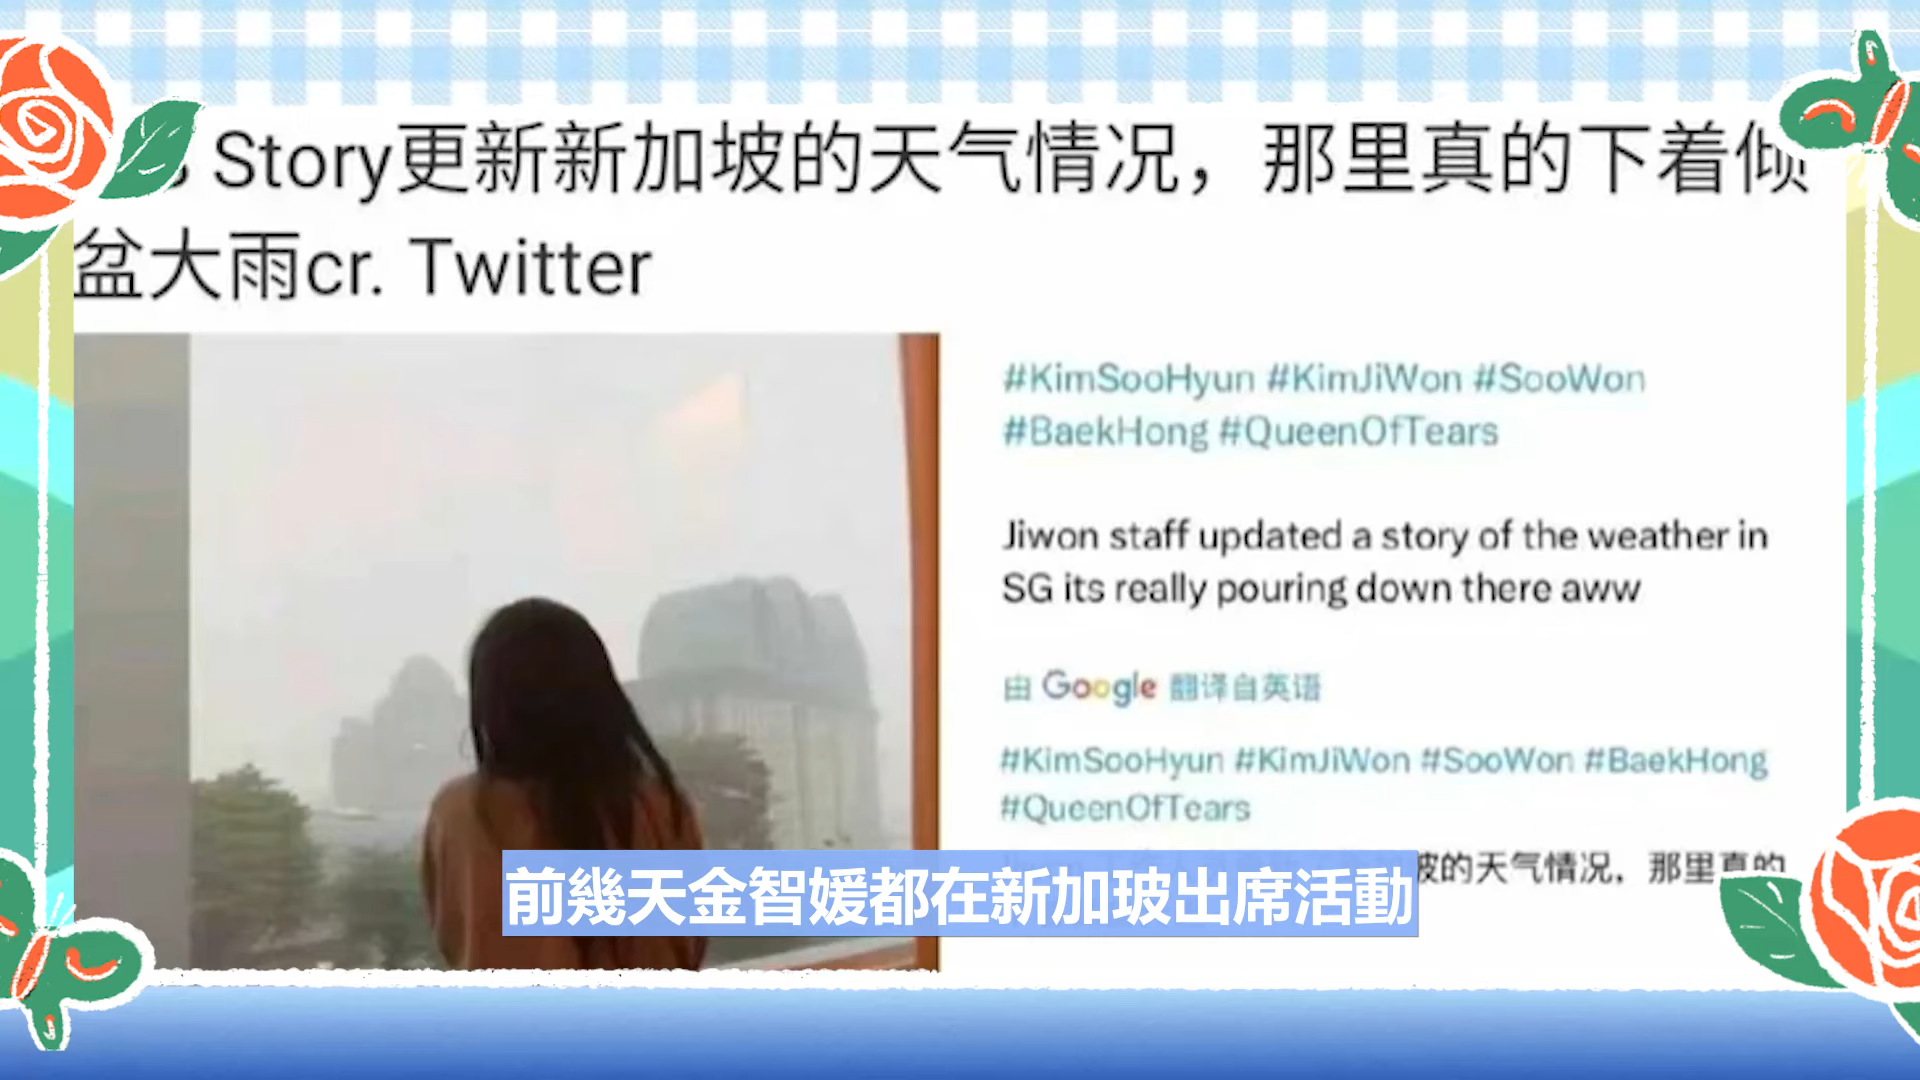 Story更新新加坡的天气情况，那里真的下着倾
盆大雨cr. Twitter
#KimSooHyun #KimJiWon #SooWon
#BaekHong #QueenOfTears
Jiwon staff updated a story of the weather in
SG its really pouring down there aww
由 Google 翻译自英语
#KimSooHyun #KimJiWon #SooWon #BaekHong
#QueenOfTears
坡的天气情况，那里真的
前幾天金智媛都在新加玻出席活動